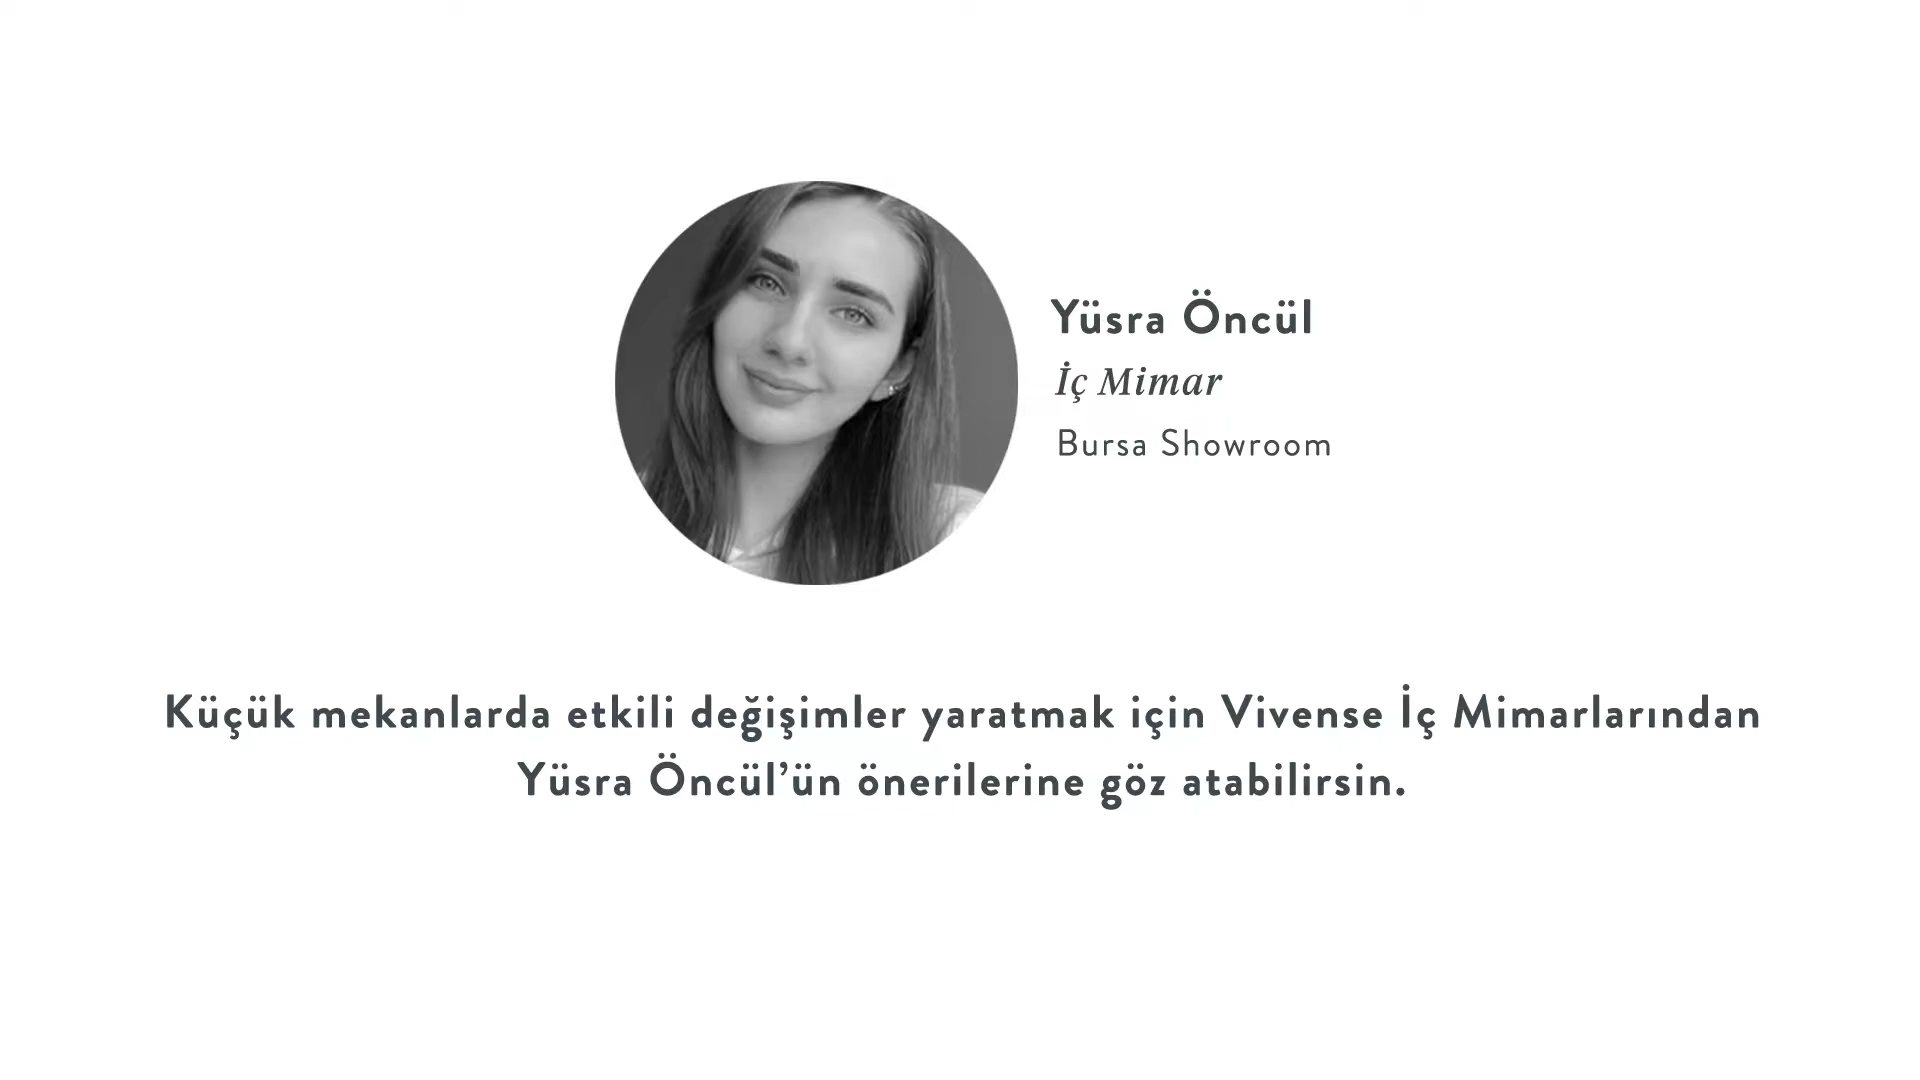 Yüsra Öncül
İç Mimar
Bursa Showroom
Küçük mekanlarda etkili değişimler yaratmak için Vivense İç Mimarlarından
Yüsra Öncül’ün önerilerine göz atabilirsin.